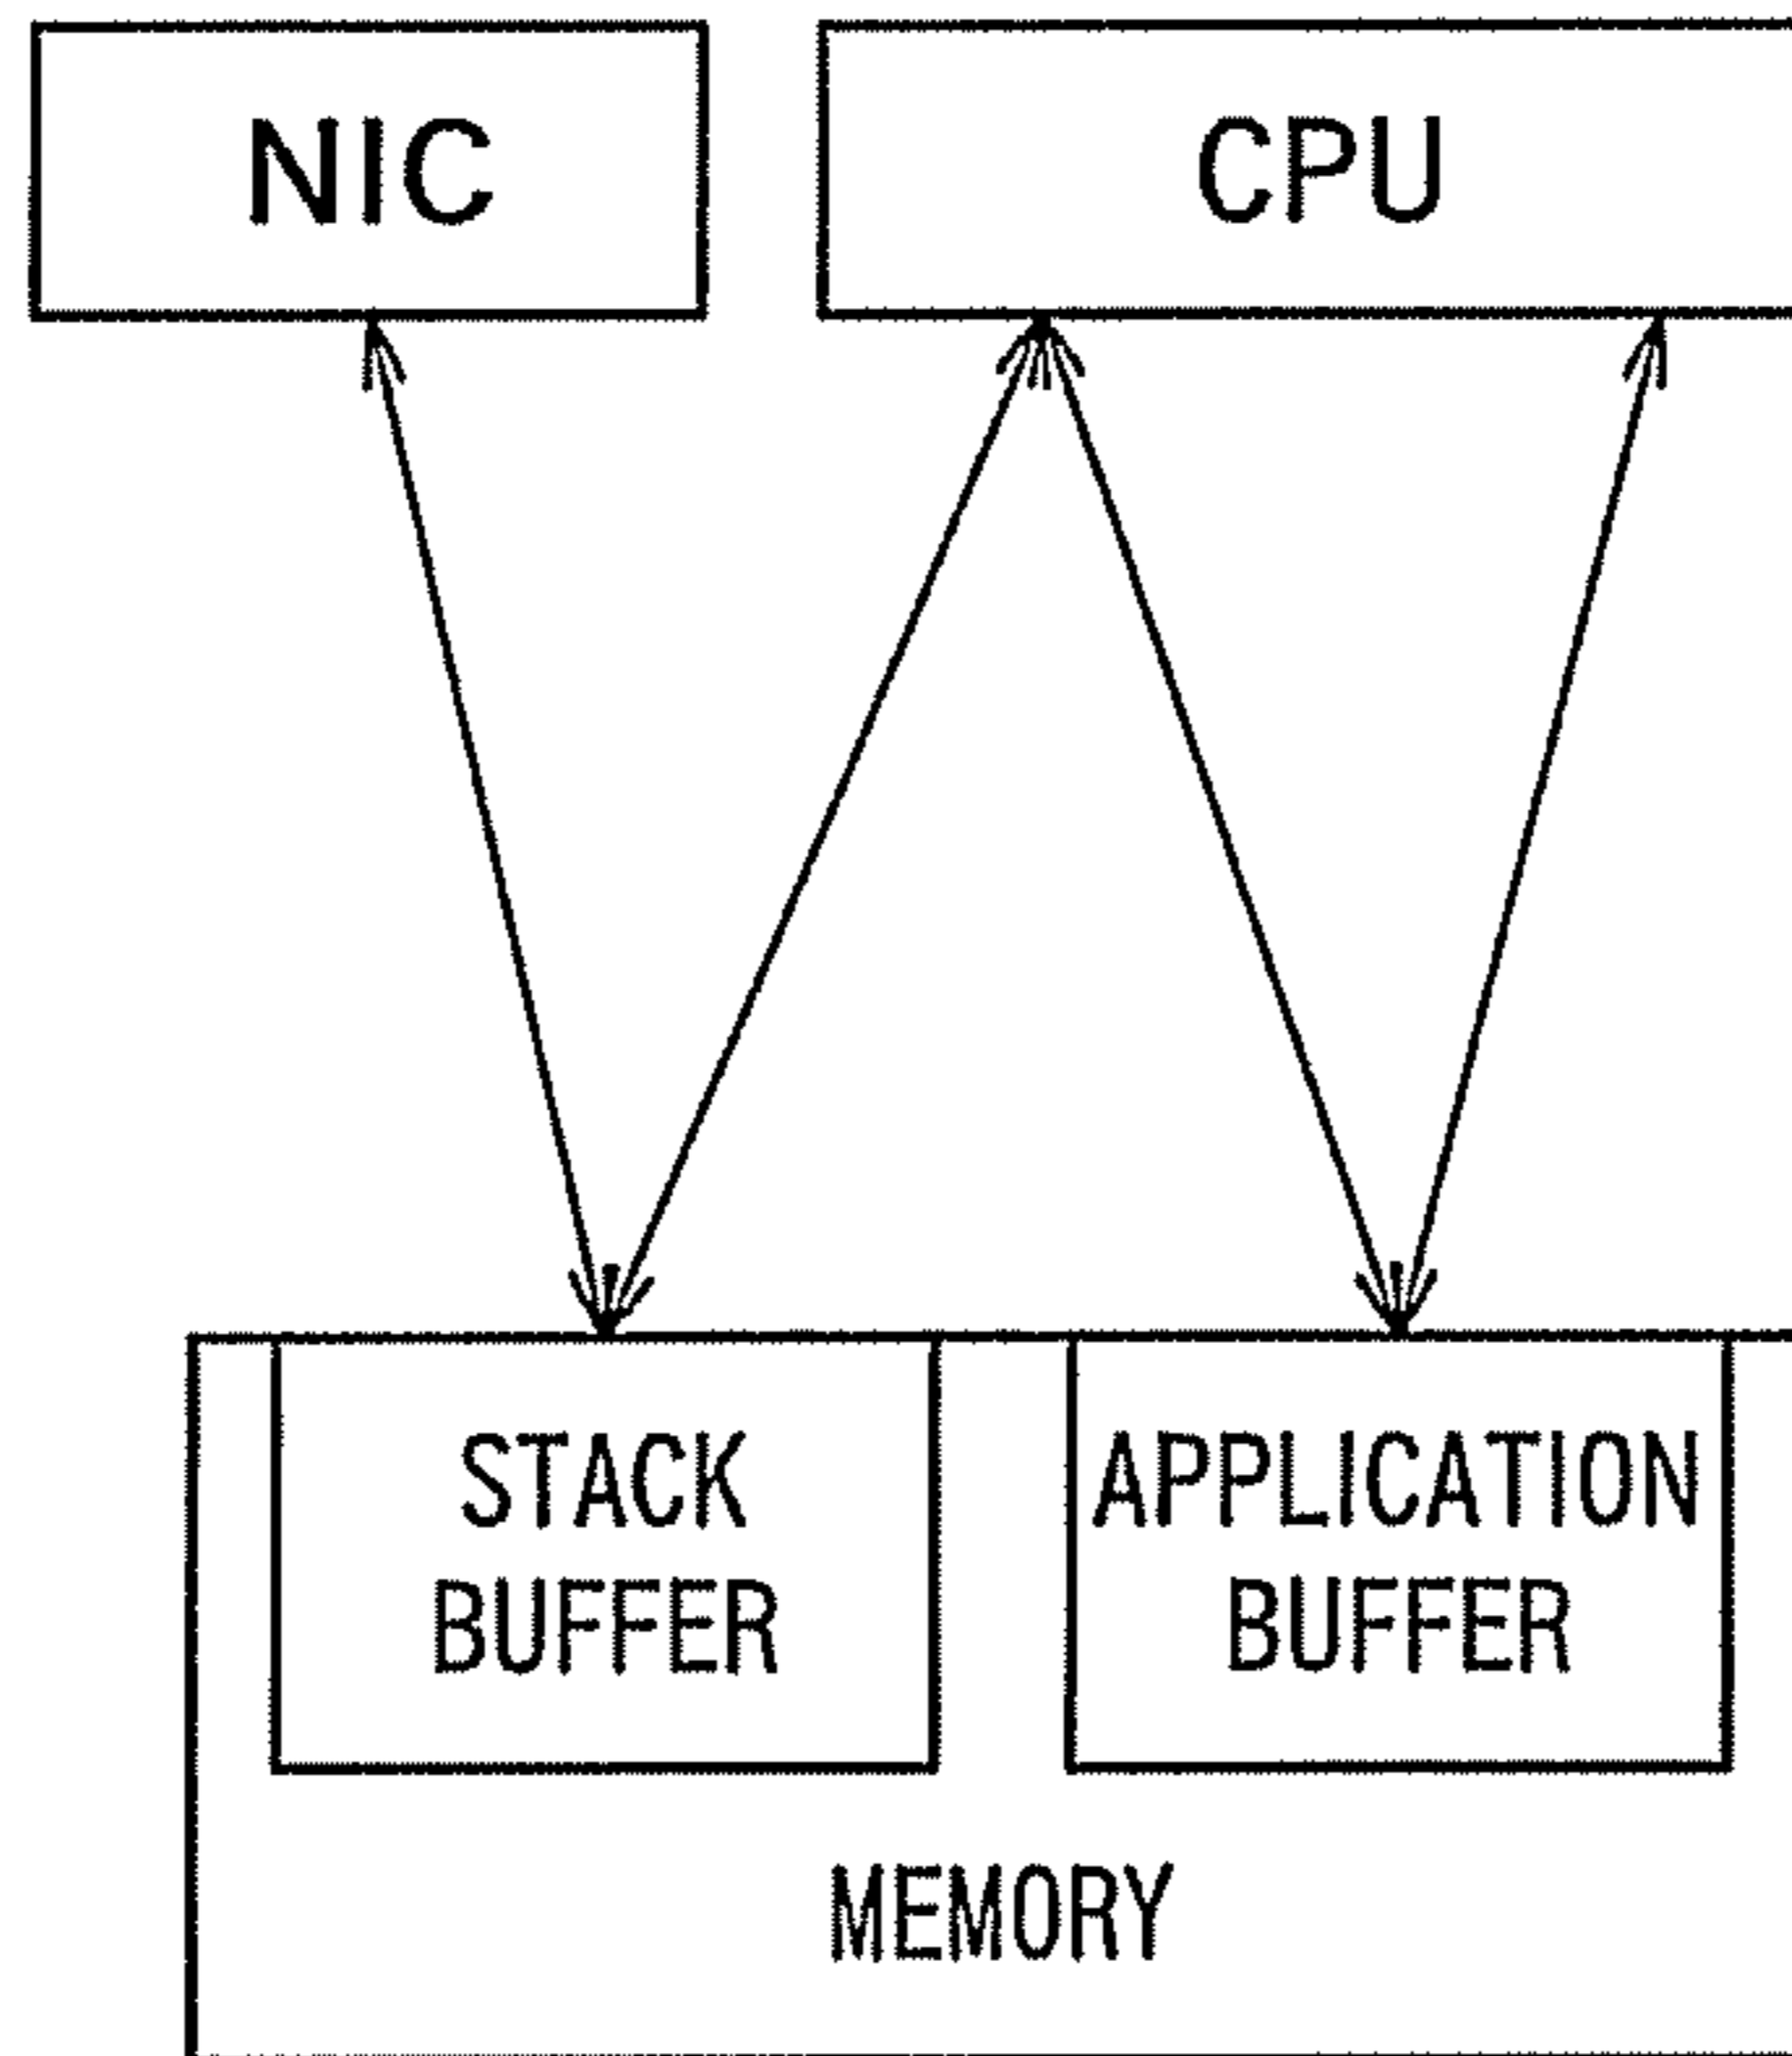 NIC
CPU
STACK
BUFFER
APPLICATION
BUFFER
MEMORY